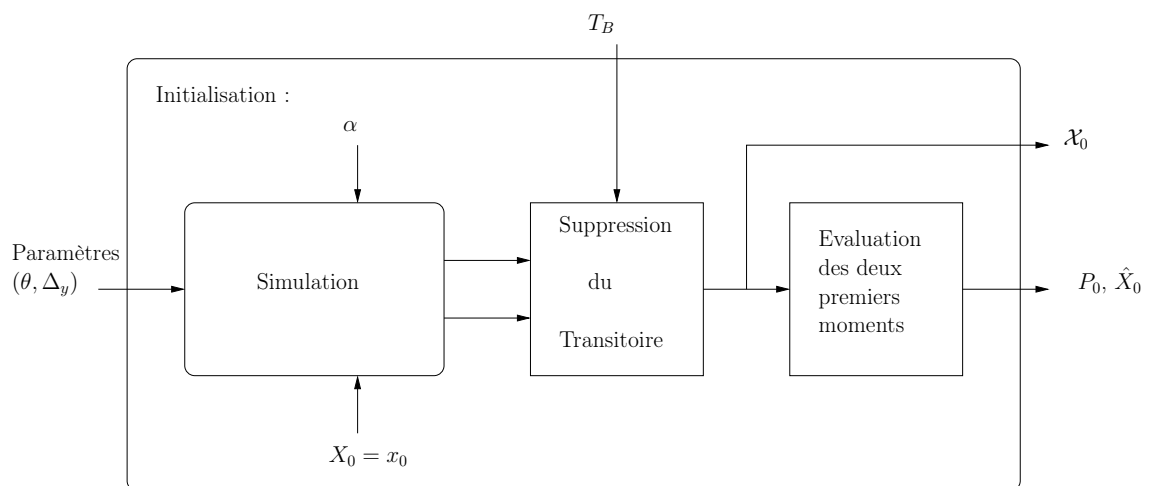 T_B
Initialisation :
α
𝒳_0
Paramètres
(θ, Δ_y)
Simulation
Suppression
du
Transitoire
Evaluation
des deux
premiers
moments
P_0, X̂_0
X_0 = x_0